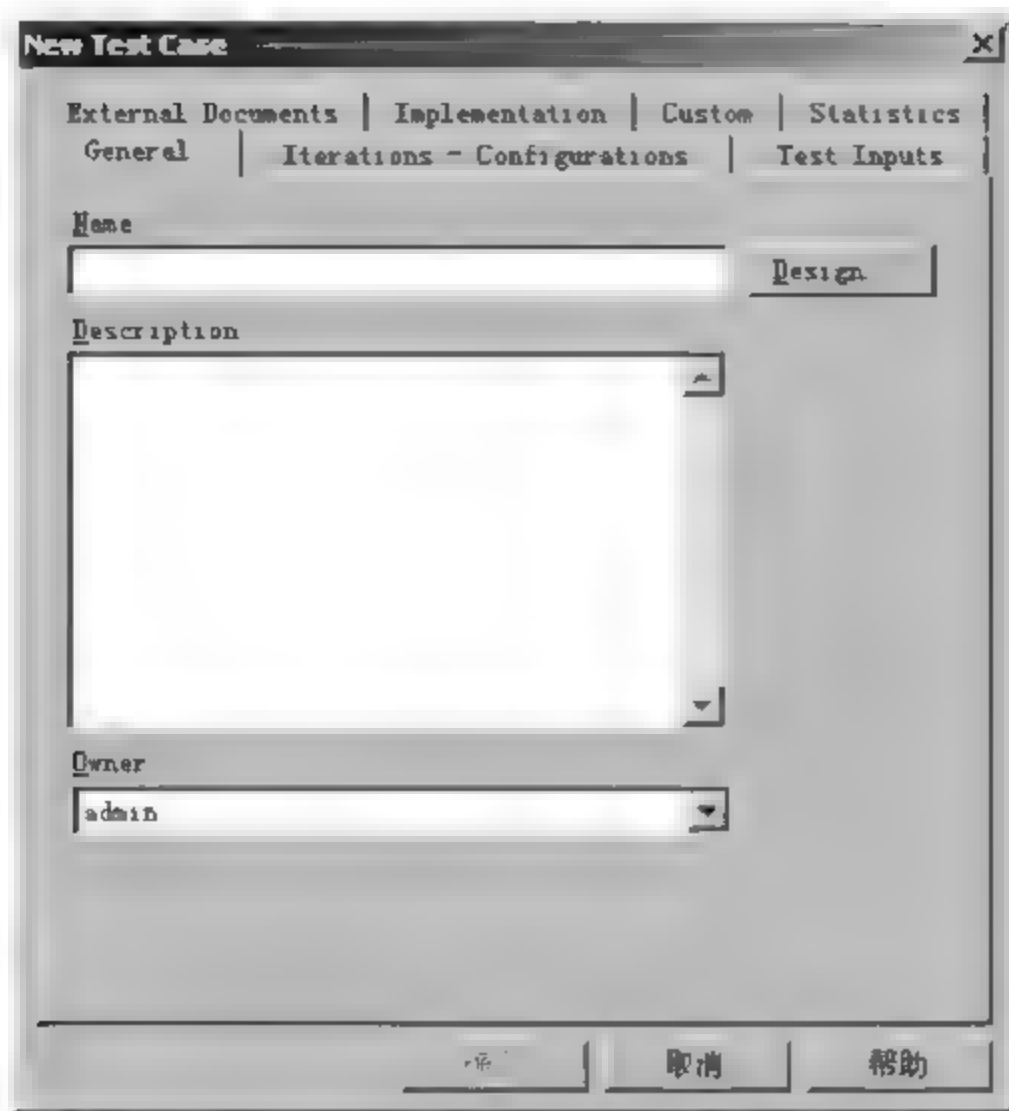 New Test Case
External Documents Implementation Custom Statistics
General Iterations - Configurations Test Inputs
Name
Design
Description
Owner
admin
取消 帮助